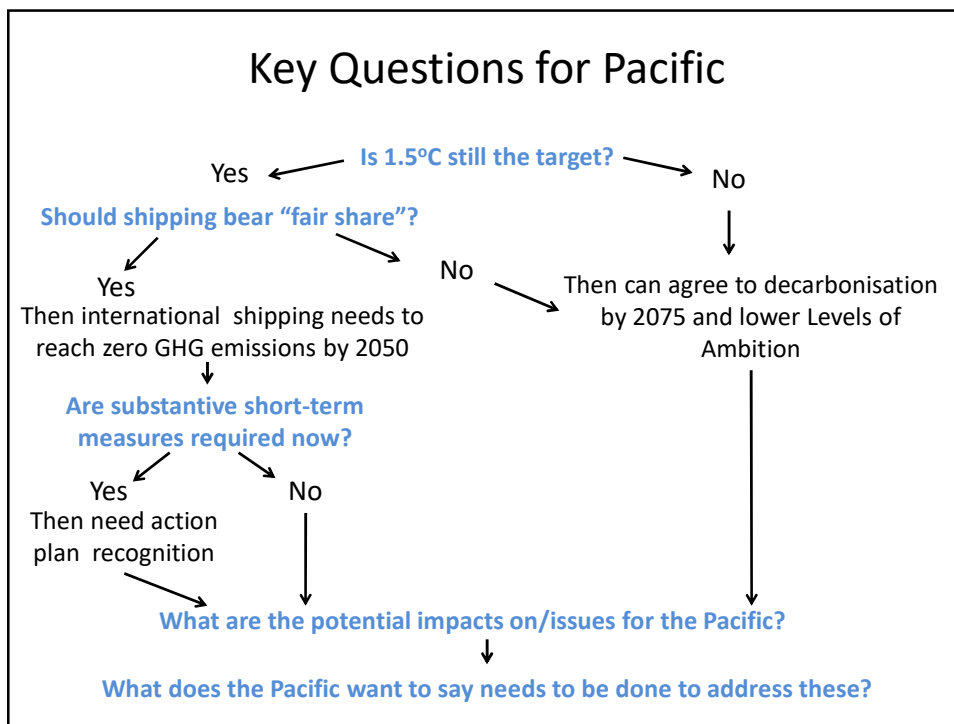 Key Questions for Pacific
Is 1.5°C still the target?
Yes
No
Should shipping bear “fair share”?
Yes
No
Then international  shipping needs to
reach zero GHG emissions by 2050
Then can agree to decarbonisation
by 2075 and lower Levels of
Ambition
Are substantive short-term
measures required now?
Yes
No
Then need action
plan  recognition
What are the potential impacts on/issues for the Pacific?
What does the Pacific want to say needs to be done to address these?